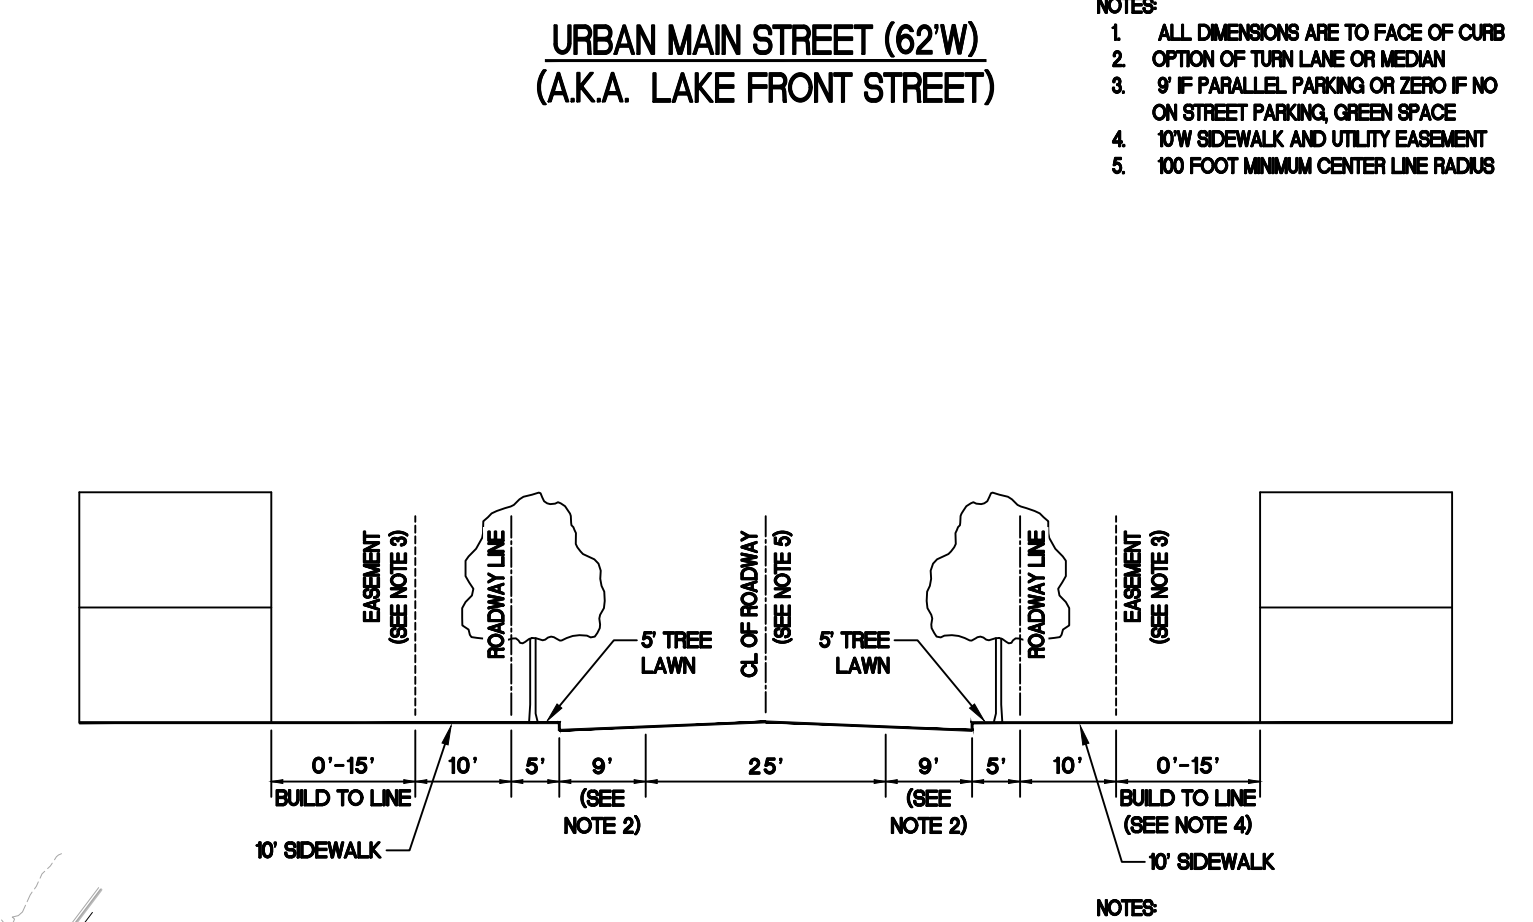 URBAN MAIN STREET (62'W)
(A.K.A. LAKE FRONT STREET)
NOTES:
1. ALL DIMENSIONS ARE TO FACE OF CURB
2. OPTION OF TURN LANE OR MEDIAN
3. 9' IF PARALLEL PARKING OR ZERO IF NO
ON STREET PARKING, GREEN SPACE
4. 10'W SIDEWALK AND UTILITY EASEMENT
5. 100 FOOT MINIMUM CENTER LINE RADIUS
EASEMENT
(SEE NOTE 3)
ROADWAY LINE
5' TREE
LAWN
CL OF ROADWAY
(SEE NOTE 5)
5' TREE
LAWN
ROADWAY LINE
EASEMENT
(SEE NOTE 3)
0'-15' 10' 5' 9' 25' 9' 5' 10' 0'-15'
BUILD TO LINE
(SEE
NOTE 2)
(SEE
NOTE 2)
BUILD TO LINE
(SEE NOTE 4)
10' SIDEWALK
10' SIDEWALK
NOTES: